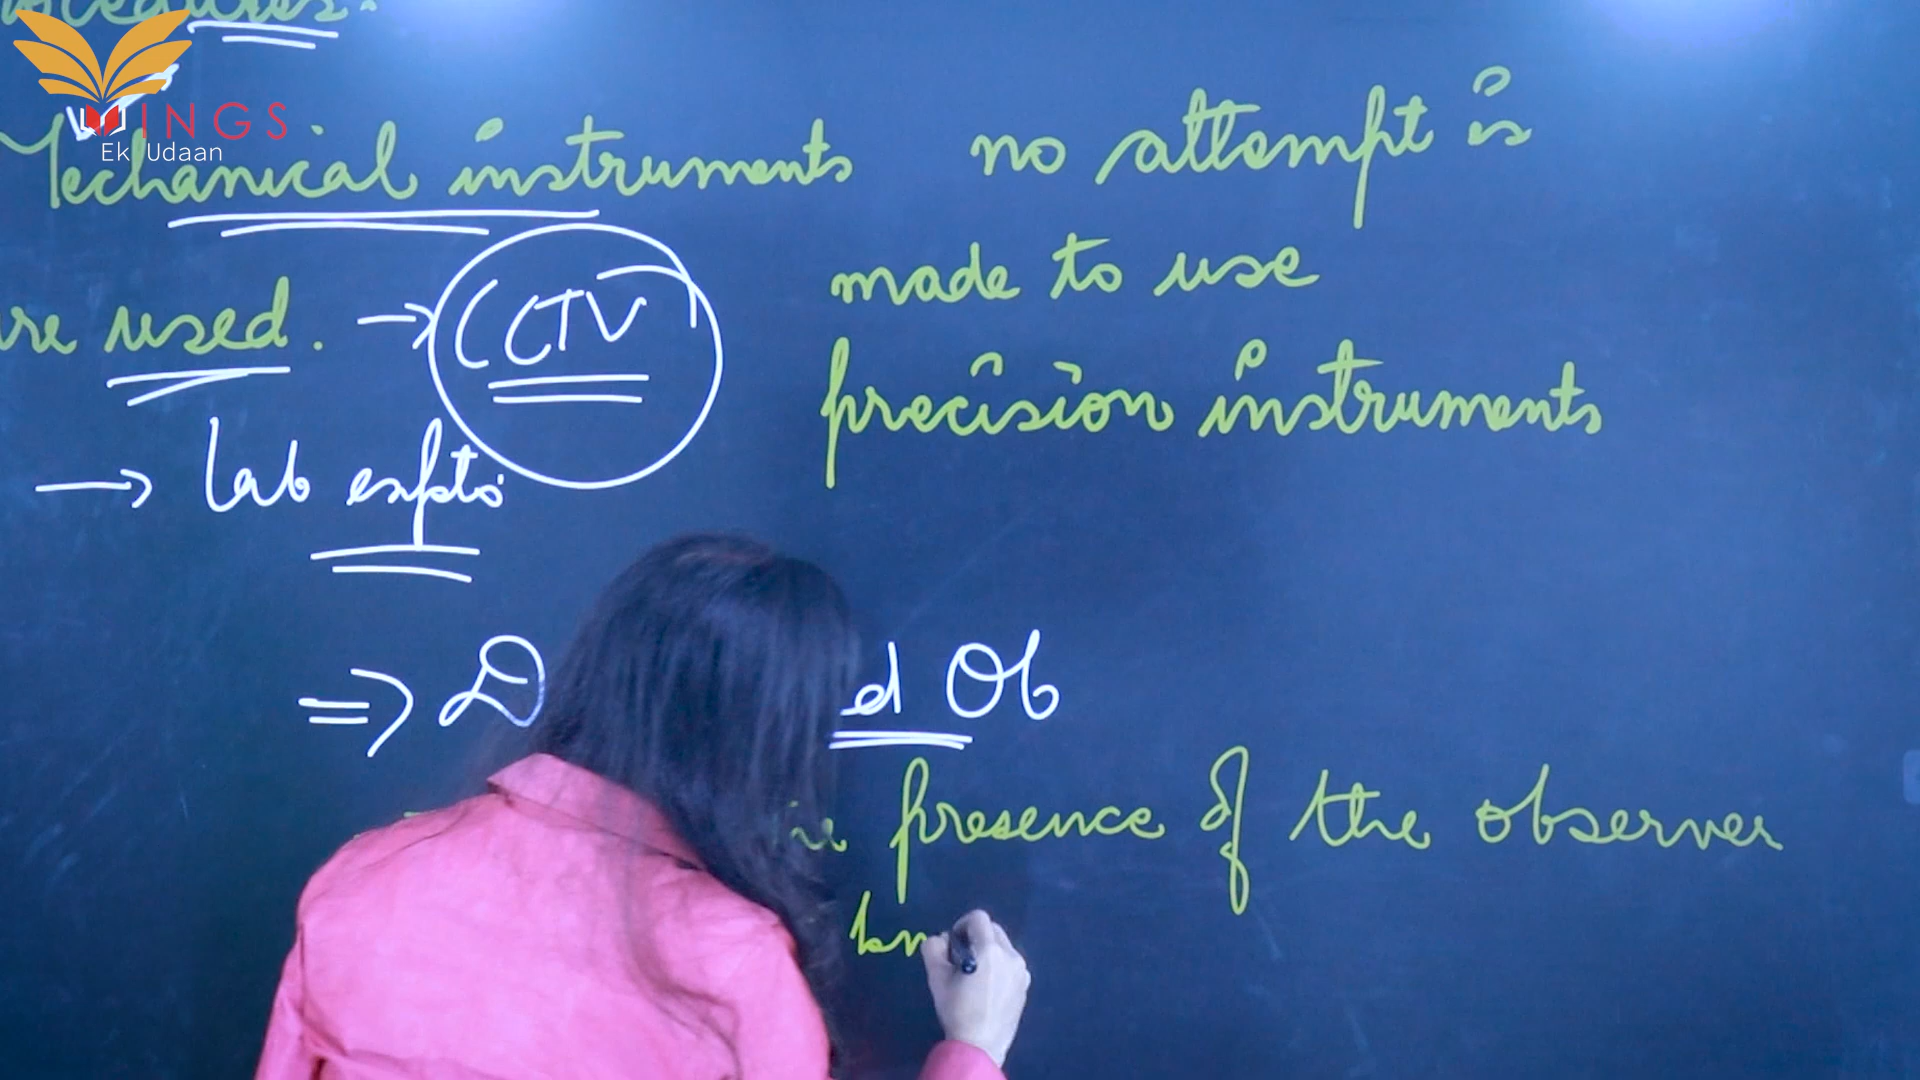 WINGS
Ek Udaan
Mechanical instruments
are used. → CCTV
→ lab expts
no attempt is
made to use
precision instruments
⇒ Ob
presence of the observer